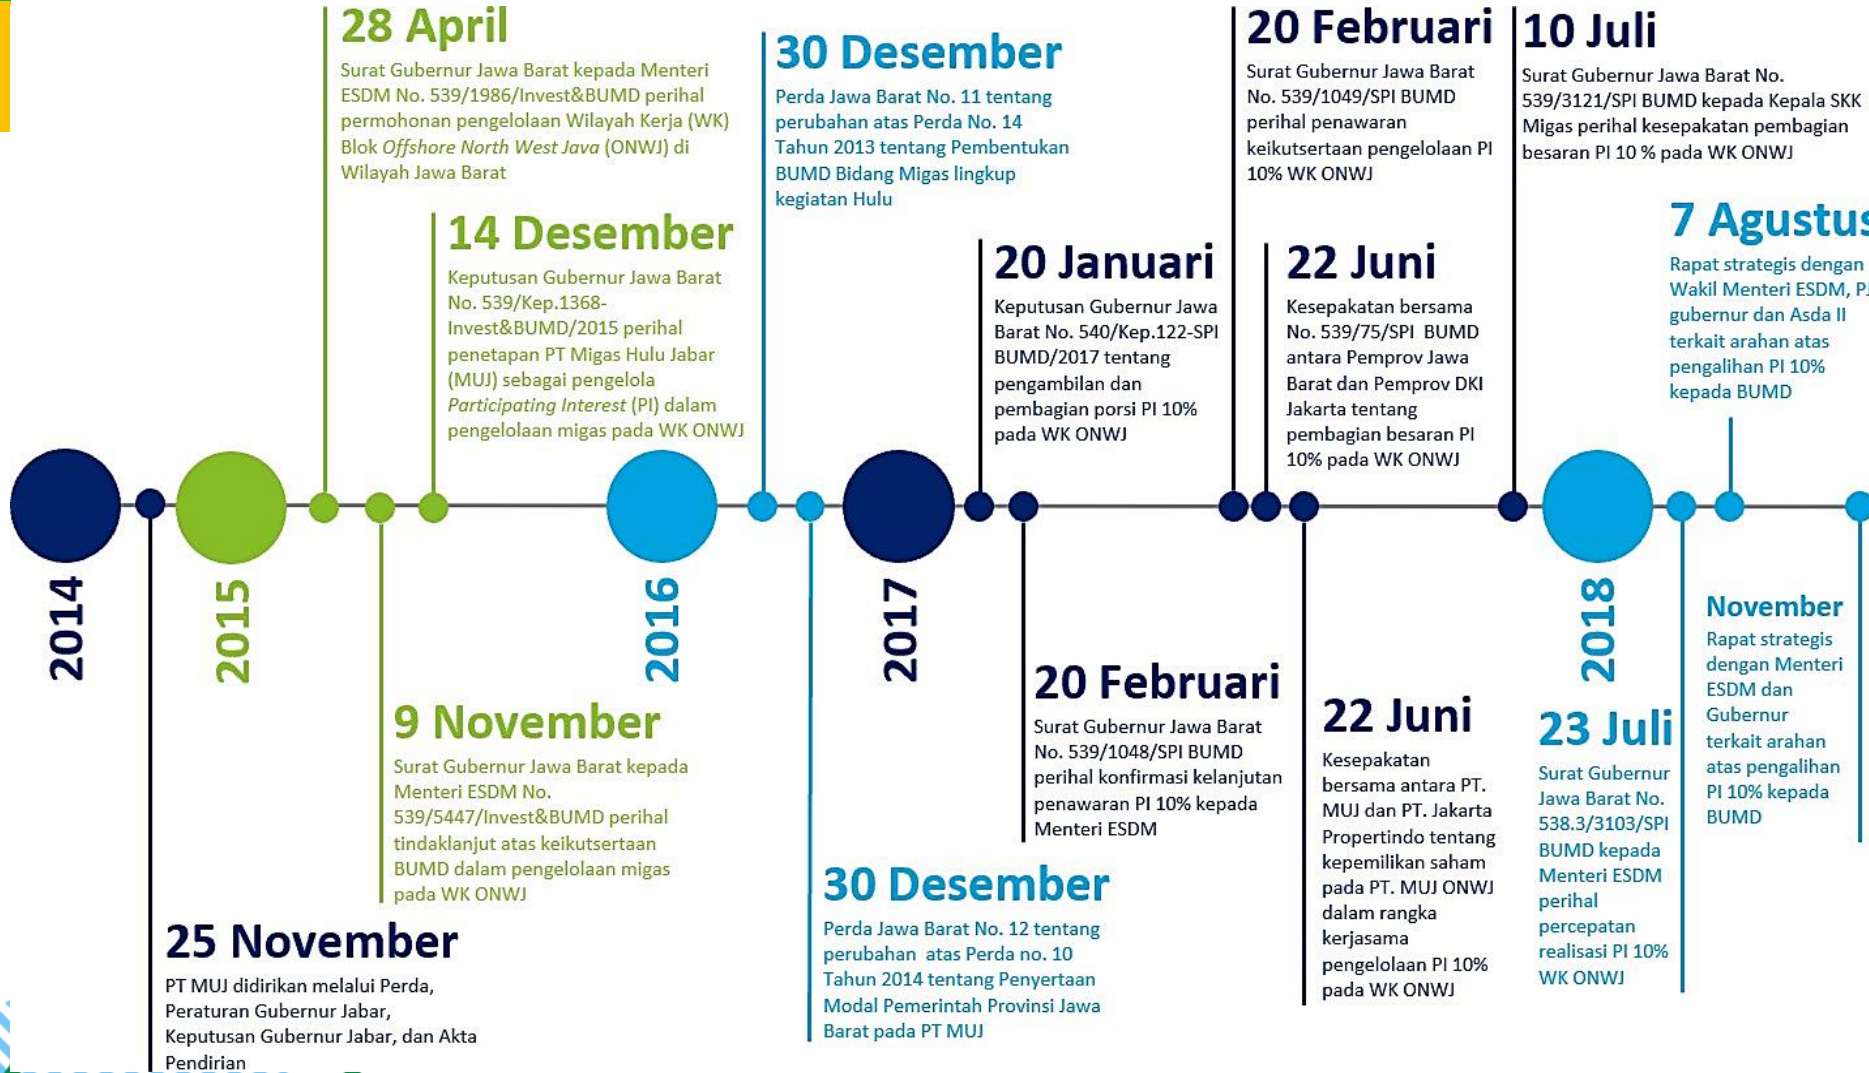 28 April
Surat Gubernur Jawa Barat kepada Menteri
ESDM No. 539/1986/Invest&BUMD perihal
permohonan pengelolaan Wilayah Kerja (WK)
Blok Offshore North West Java (ONWJ) di
Wilayah Jawa Barat
14 Desember
Keputusan Gubernur Jawa Barat
No. 539/Kep.1368-
Invest&BUMD/2015 perihal
penetapan PT Migas Hulu Jabar
(MUJ) sebagai pengelola
Participating Interest (PI) dalam
pengelolaan migas pada WK ONWJ
30 Desember
Perda Jawa Barat No. 11 tentang
perubahan atas Perda No. 14
Tahun 2013 tentang Pembentukan
BUMD Bidang Migas lingkup
kegiatan Hulu
20 Januari
Keputusan Gubernur Jawa
Barat No. 540/Kep.122-SPI
BUMD/2017 tentang
pengambilan dan
pembagian porsi PI 10%
pada WK ONWJ
20 Februari
Surat Gubernur Jawa Barat
No. 539/1049/SPI BUMD
perihal penawaran
keikutsertaan pengelolaan PI
10% WK ONWJ
22 Juni
Kesepakatan bersama
No. 539/75/SPI BUMD
antara Pemprov Jawa
Barat dan Pemprov DKI
Jakarta tentang
pembagian besaran PI
10% pada WK ONWJ
10 Juli
Surat Gubernur Jawa Barat No.
539/3121/SPI BUMD kepada Kepala SKK
Migas perihal kesepakatan pembagian
besaran PI 10 % pada WK ONWJ
7 Agustus
Rapat strategis dengan
Wakil Menteri ESDM, PJ
gubernur dan Asda II
terkait arahan atas
pengalihan PI 10%
kepada BUMD
2014
2015
2016
2017
2018
25 November
PT MUJ didirikan melalui Perda,
Peraturan Gubernur Jabar,
Keputusan Gubernur Jabar, dan Akta
Pendirian
9 November
Surat Gubernur Jawa Barat kepada
Menteri ESDM No.
539/5447/Invest&BUMD perihal
tindaklanjut atas keikutsertaan
BUMD dalam pengelolaan migas
pada WK ONWJ
30 Desember
Perda Jawa Barat No. 12 tentang
perubahan atas Perda no. 10
Tahun 2014 tentang Penyertaan
Modal Pemerintah Provinsi Jawa
Barat pada PT MUJ
20 Februari
Surat Gubernur Jawa Barat
No. 539/1048/SPI BUMD
perihal konfirmasi kelanjutan
penawaran PI 10% kepada
Menteri ESDM
22 Juni
Kesepakatan
bersama antara PT.
MUJ dan PT. Jakarta
Propertindo tentang
kepemilikan saham
pada PT. MUJ ONWJ
dalam rangka
kerjasama
pengelolaan PI 10%
pada WK ONWJ
23 Juli
Surat Gubernur
Jawa Barat No.
538.3/3103/SPI
BUMD kepada
Menteri ESDM
perihal
percepatan
realisasi PI 10%
WK ONWJ
November
Rapat strategis
dengan Menteri
ESDM dan
Gubernur
terkait arahan
atas pengalihan
PI 10% kepada
BUMD